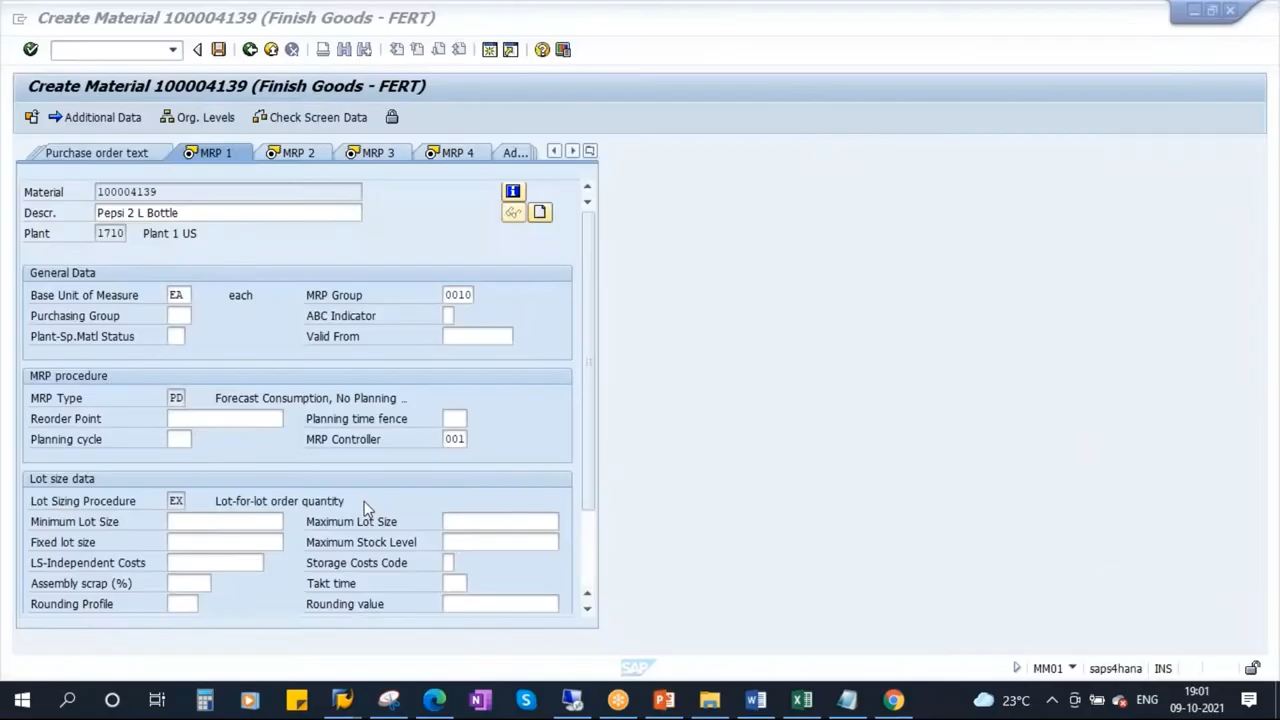 Create Material 100004139 (Finish Goods - FERT)
Create Material 100004139 (Finish Goods - FERT)
Additional Data Org. Levels Check Screen Data
Purchase order text MRP 1 MRP 2 MRP 3 MRP 4 Ad...
Material 100004139
Descr. Pepsi 2 L Bottle
Plant 1710 Plant 1 US
General Data
Base Unit of Measure EA each MRP Group 0010
Purchasing Group ABC Indicator
Plant-Sp.Matl Status Valid From
MRP procedure
MRP Type PD Forecast Consumption, No Planning ..
Reorder Point Planning time fence
Planning cycle MRP Controller 001
Lot size data
Lot Sizing Procedure EX Lot-for-lot order quantity
Minimum Lot Size Maximum Lot Size
Fixed lot size Maximum Stock Level
LS-Independent Costs Storage Costs Code
Assembly scrap (%) Takt time
Rounding Profile Rounding value
SAP
MM01 saps4hana INS
23°C ENG 19:01
09-10-2021